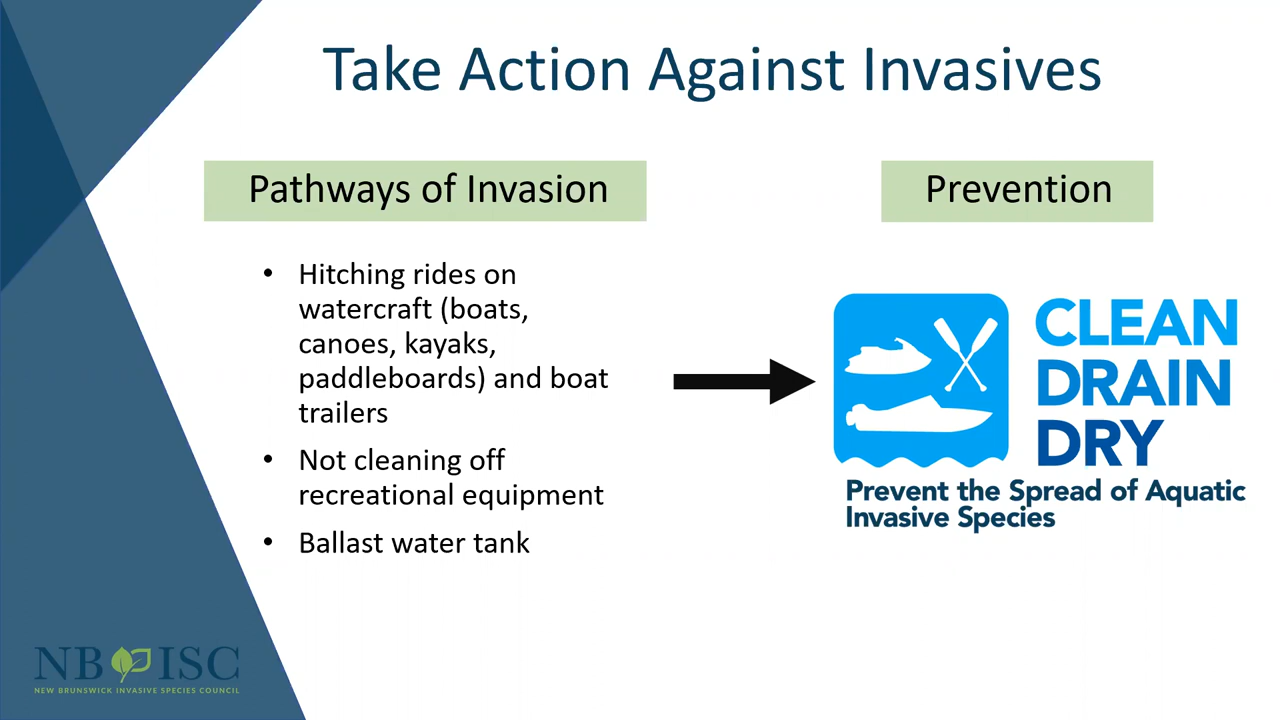 Take Action Against Invasives
Pathways of Invasion
• Hitching rides on
watercraft (boats,
canoes, kayaks,
paddleboards) and boat
trailers
• Not cleaning off
recreational equipment
• Ballast water tank
Prevention
CLEAN
DRAIN
DRY
Prevent the Spread of Aquatic
Invasive Species
NB ISC
NEW BRUNSWICK INVASIVE SPECIES COUNCIL